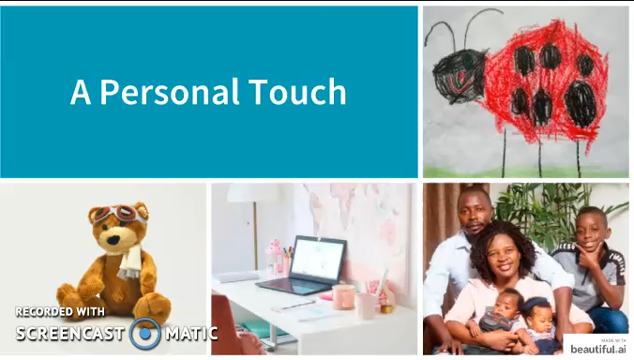 A Personal Touch
RECORDED WITH
SCREENCAST MATIC
MADE WITH
beautiful.ai